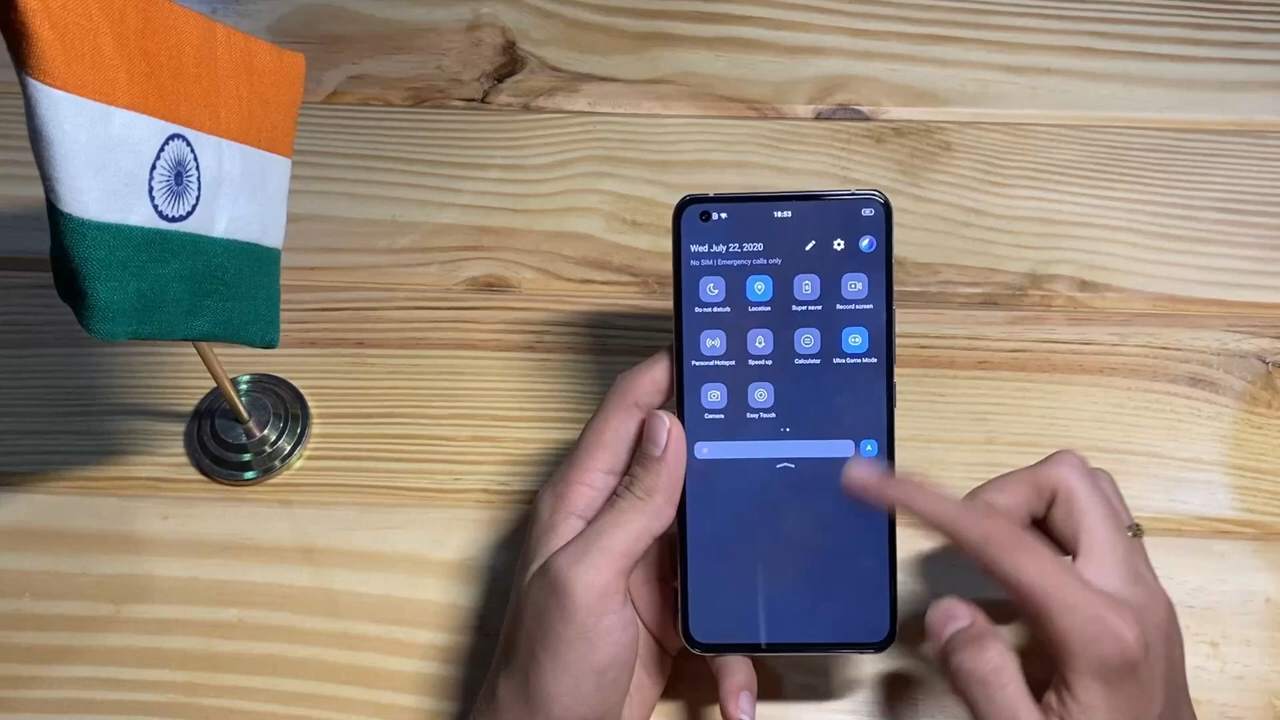 18:53
Wed July 22, 2020
No SIM | Emergency calls only
Do not disturb
Location
Super saver
Record screen
Personal Hotspot
Speed up
Calculator
Ultra Game Mode
Camera
Easy Touch
A